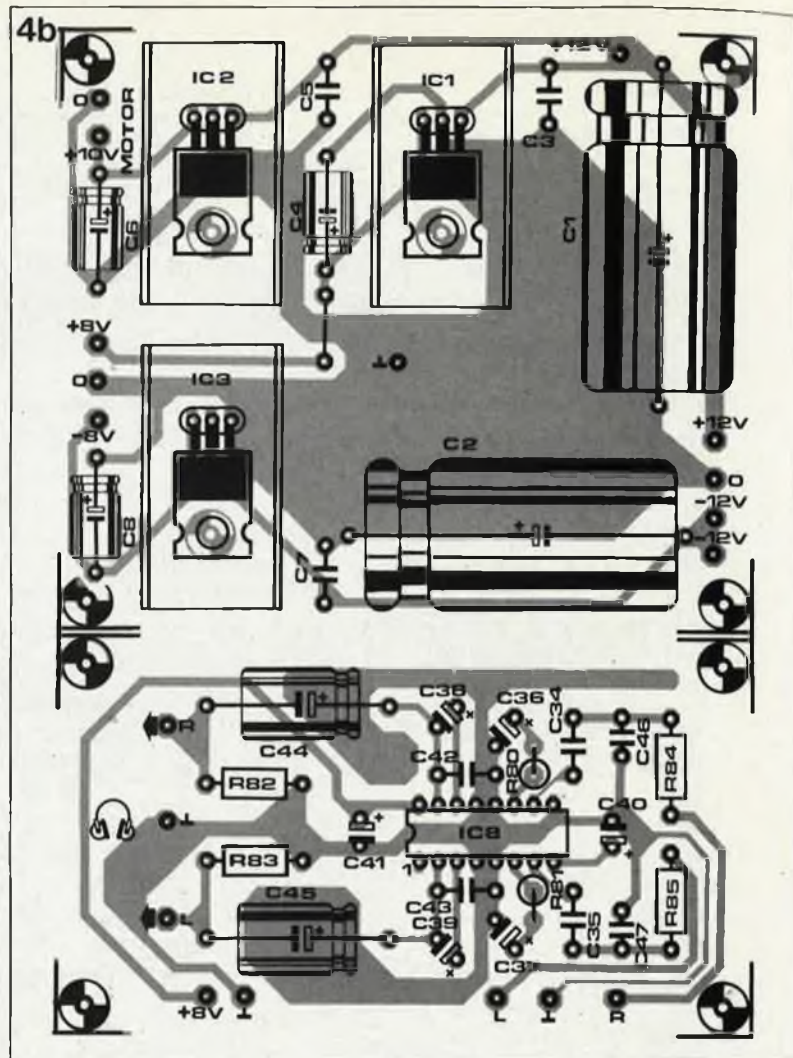 4b
IC2
C5
IC1
+12V
C3
0
MOTOR
+10V
C6
C4
C1
+8V
0
IC3
-8V
C8
⊥
C2
C7
+12V
0
-12V
-12V
R
C44
C38
C36
C34
C46
R84
C42
R80
R82
⊥
C41
IC8
C40
R83
1
C45
C43
C39
R81
C37
C35
C47
R85
+8V
⊥
L
⊥
R